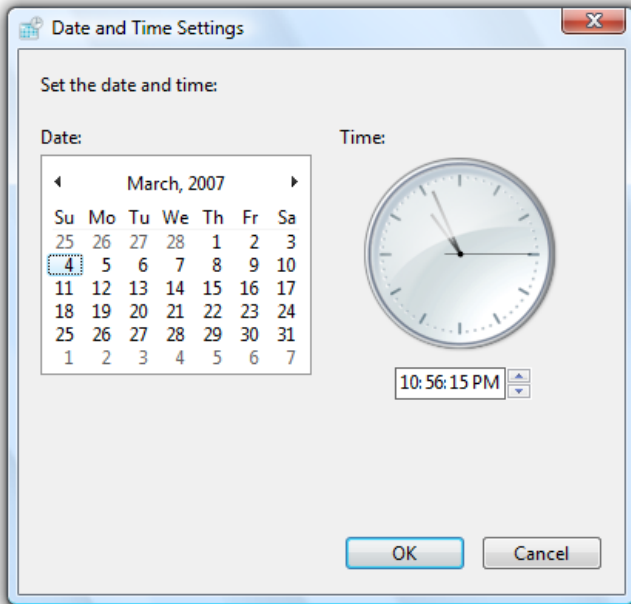 Date and Time Settings
Set the date and time:
Date:
Time:
March, 2007
Su Mo Tu We Th Fr Sa
25 26 27 28 1 2 3
4 5 6 7 8 9 10
11 12 13 14 15 16 17
18 19 20 21 22 23 24
25 26 27 28 29 30 31
1 2 3 4 5 6 7
10:56:15 PM
OK
Cancel